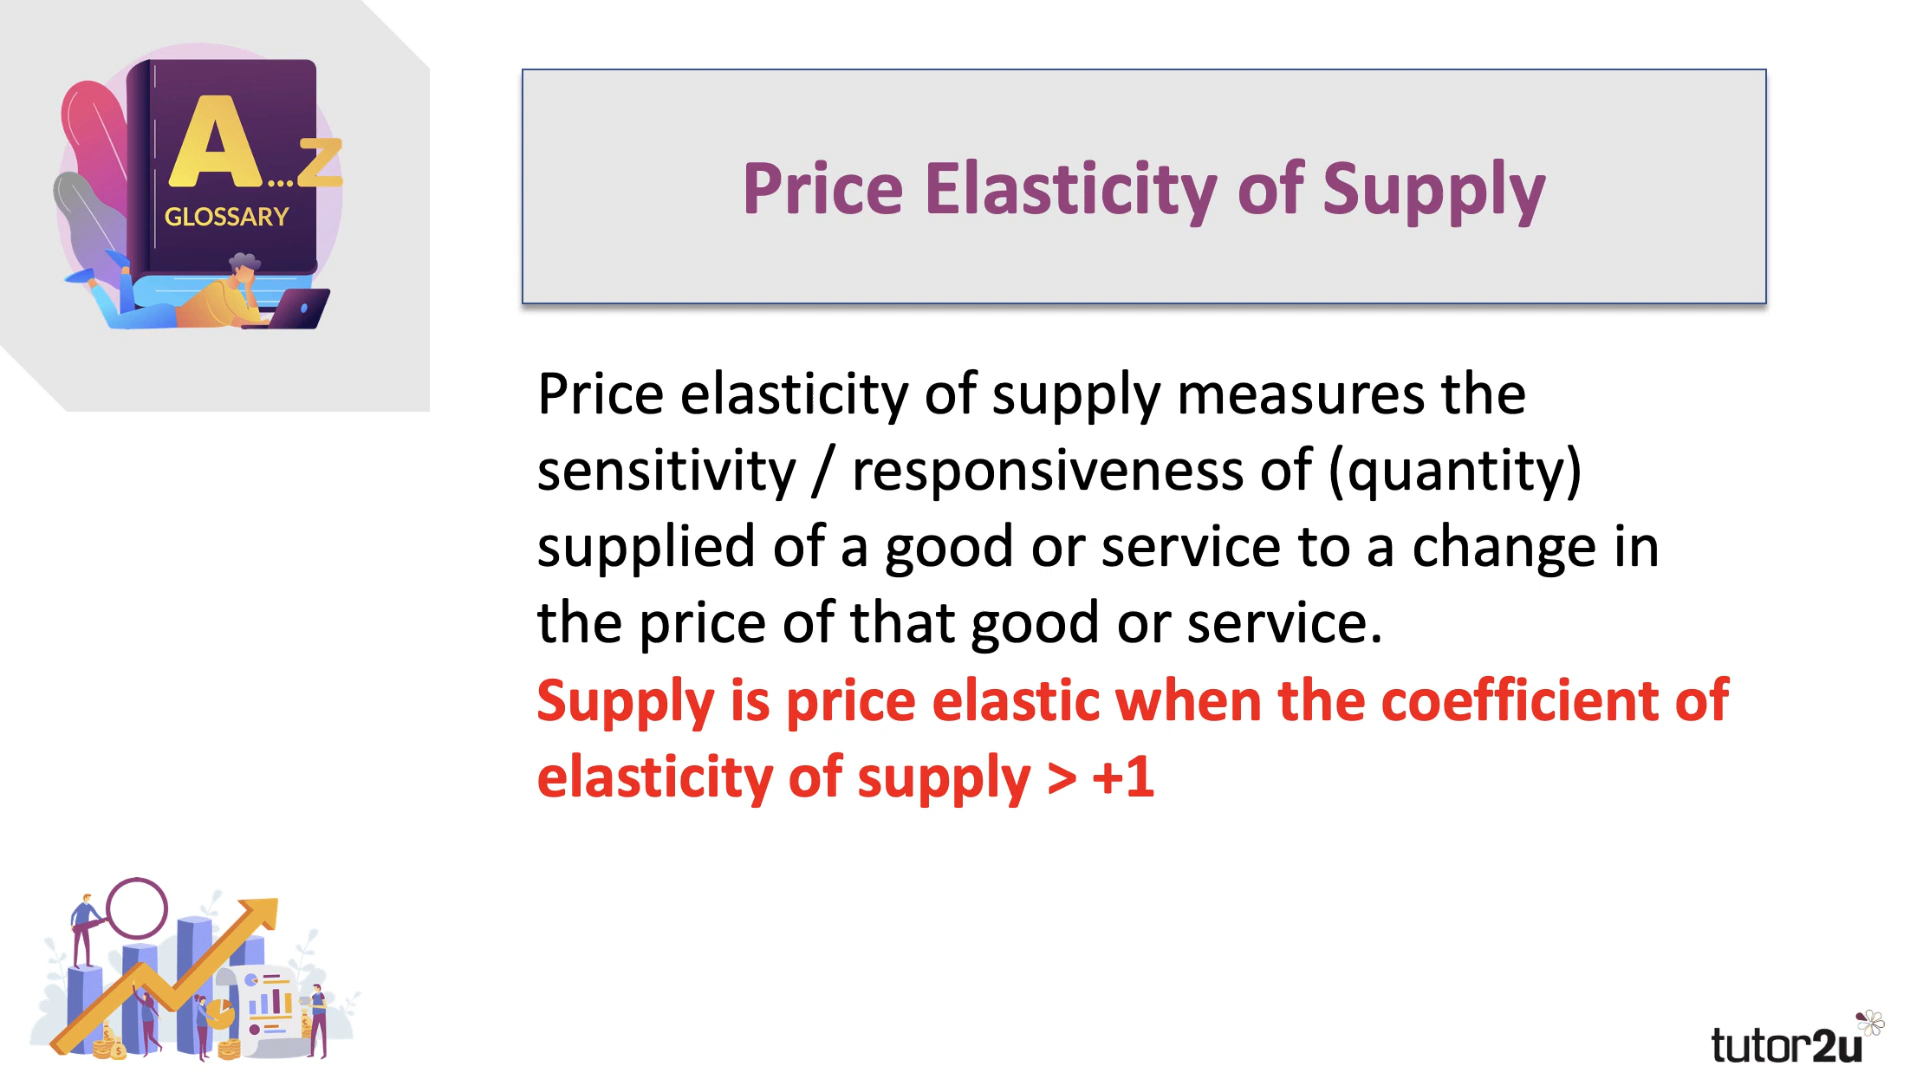 A...Z
GLOSSARY
Price Elasticity of Supply
Price elasticity of supply measures the
sensitivity / responsiveness of (quantity)
supplied of a good or service to a change in
the price of that good or service.
Supply is price elastic when the coefficient of
elasticity of supply > +1
tutor2u